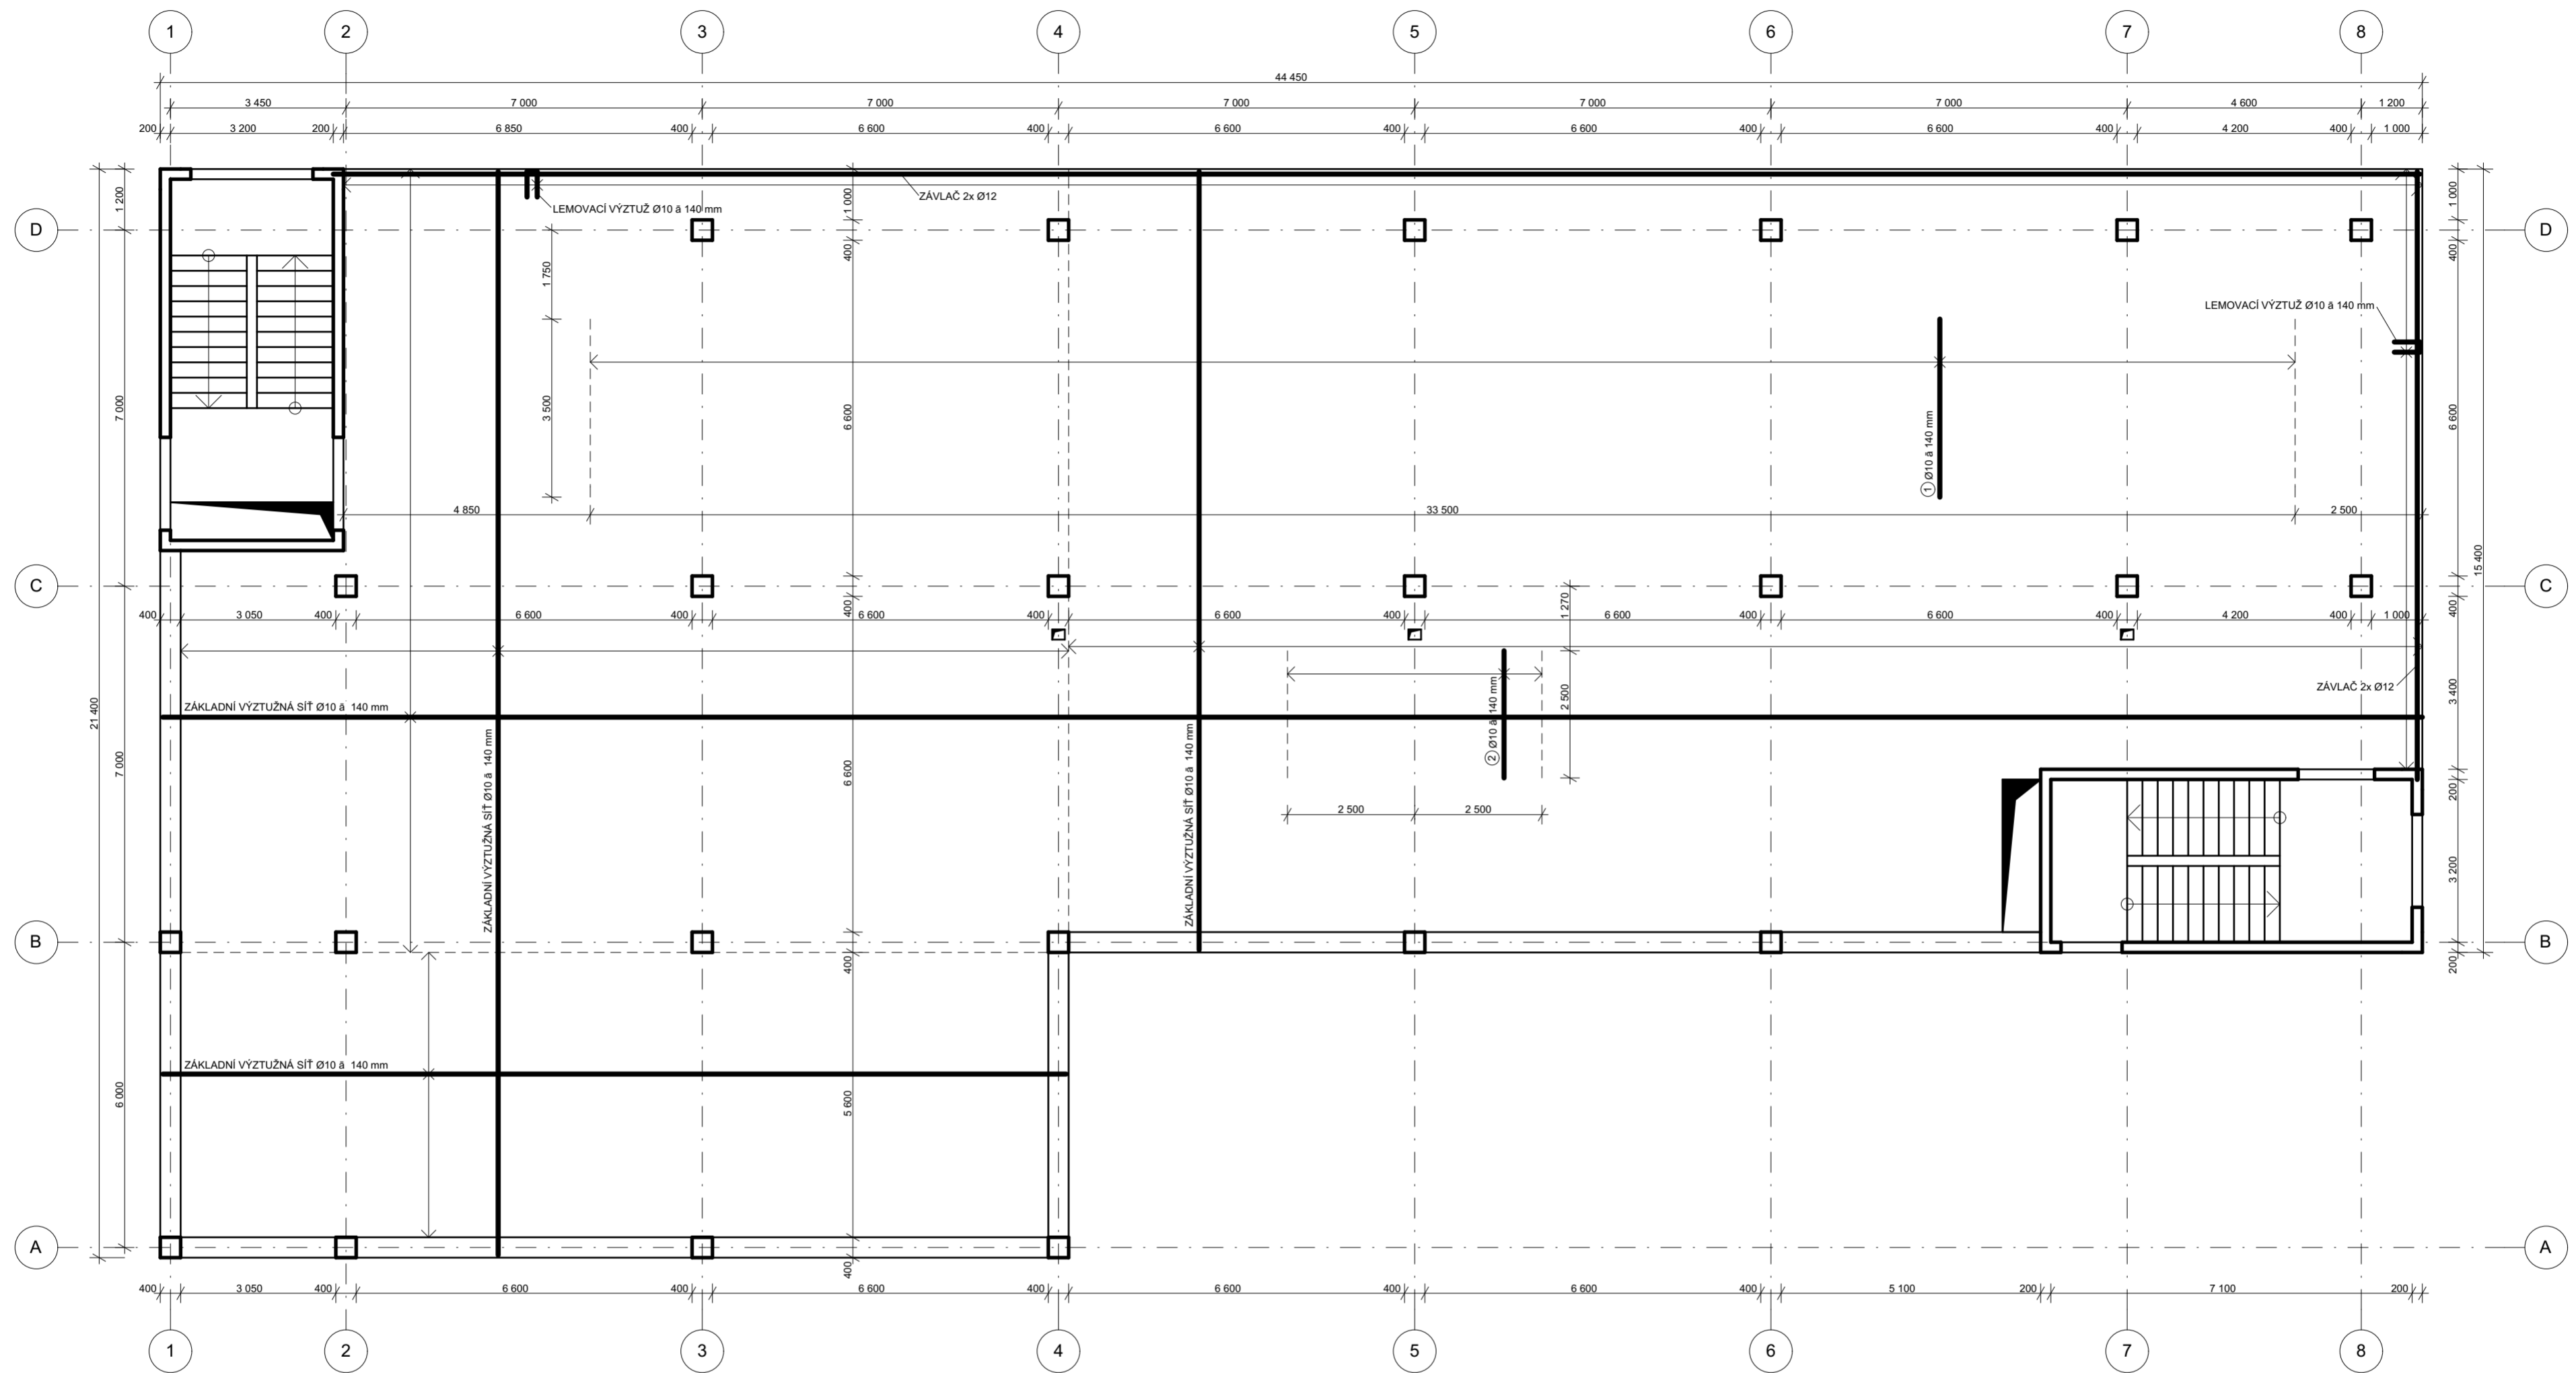 1 2 3 4 5 6 7 8
44 450
3 450 7 000 7 000 7 000 7 000 7 000 4 600 1 200
200 3 200 200 6 850 400 6 600 400 6 600 400 6 600 400 6 600 400 4 200 400 1 000
ZÁVLAČ 2x Ø12
LEMOVACÍ VÝZTUŽ Ø10 ā 140 mm
D
D
1 200
1 000
400
1 000
400
1 750
LEMOVACÍ VÝZTUŽ Ø10 ā 140 mm
7 000
3 500
6 600
6 600
1 Ø10 ā 140 mm
4 850 33 500 2 500
15 400
C
C
400 3 050 400 6 600 400 6 600 400 6 600 400 6 600 400 6 600 400 4 200 400 1 000
400
1 270
400
ZÁVLAČ 2x Ø12
21 400
ZÁKLADNÍ VÝZTUŽNÁ SÍŤ Ø10 ā 140 mm
2 500
3 400
2 Ø10 ā 140 mm
7 000
ZÁKLADNÍ VÝZTUŽNÁ SÍŤ Ø10 ā 140 mm
6 600
ZÁKLADNÍ VÝZTUŽNÁ SÍŤ Ø10 ā 140 mm
200
2 500 2 500
3 200
B
B
400
200
ZÁKLADNÍ VÝZTUŽNÁ SÍŤ Ø10 ā 140 mm
6 000
5 600
A
A
400
400 3 050 400 6 600 400 6 600 400 6 600 400 6 600 400 5 100 200 7 100 200
1 2 3 4 5 6 7 8